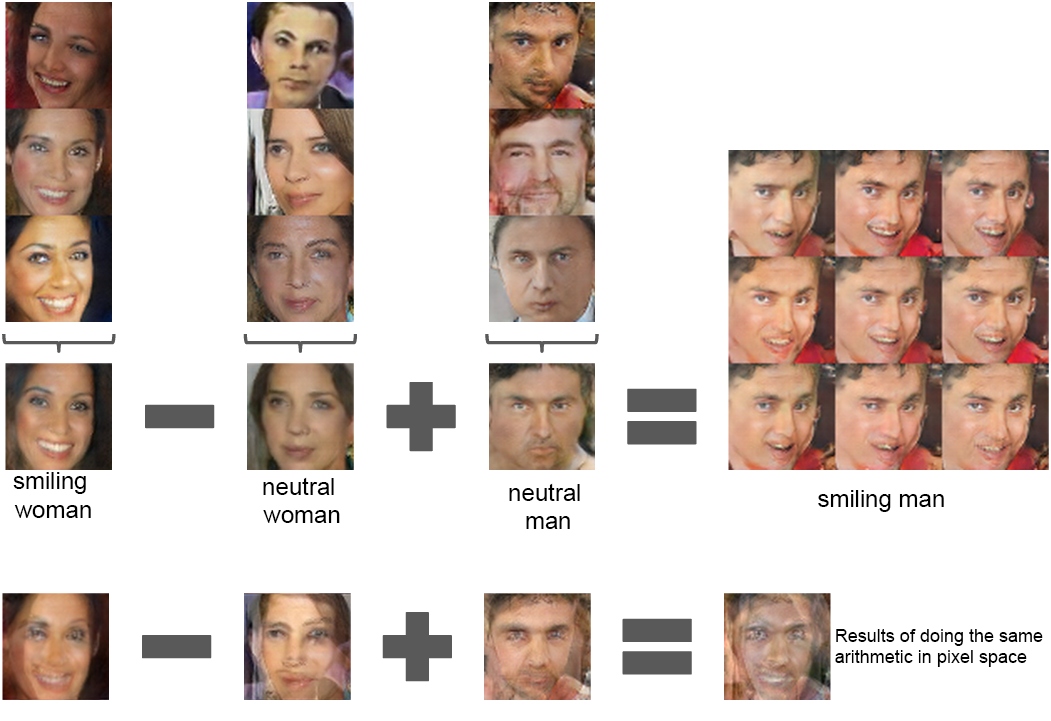 smiling
woman
neutral
woman
neutral
man
smiling man
Results of doing the same
arithmetic in pixel space